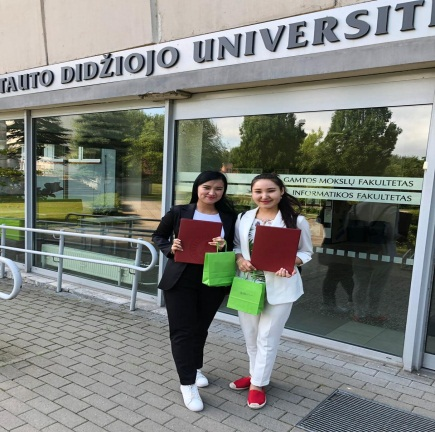 TAUTO DIDŽIOJO UNIVERSIT
GAMTOS MOKSLŲ FAKULTETAS
INFORMATIKOS FAKULTETAS